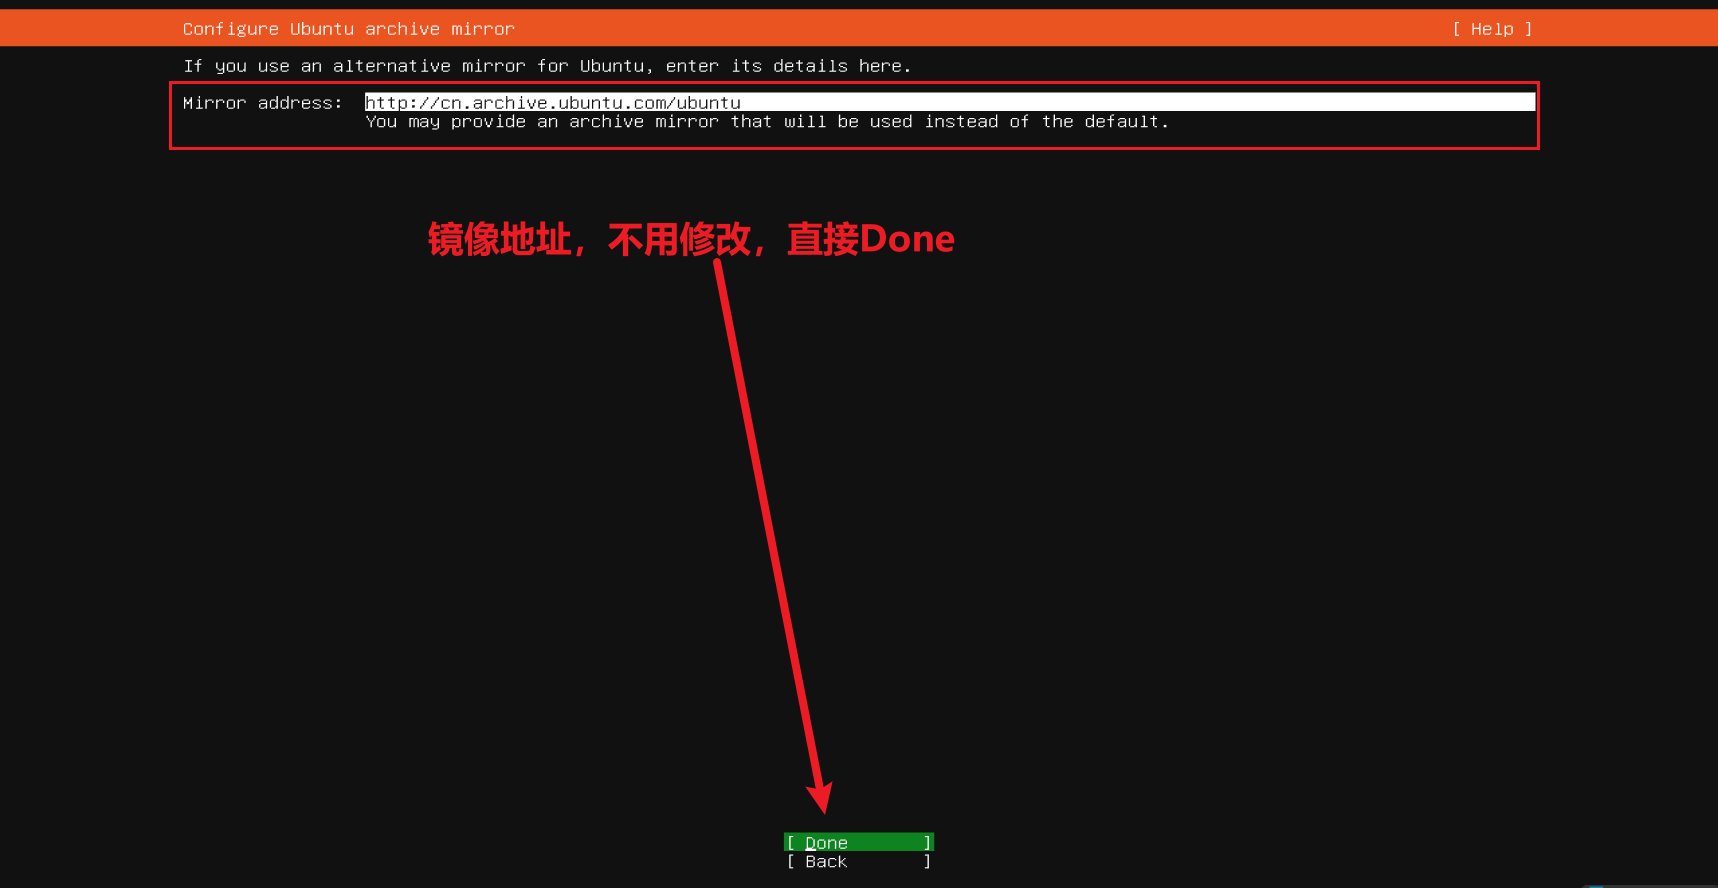 Configure Ubuntu archive mirror [ Help ]
If you use an alternative mirror for Ubuntu, enter its details here.
Mirror address: http://cn.archive.ubuntu.com/ubuntu
You may provide an archive mirror that will be used instead of the default.
镜像地址，不用修改，直接Done
[ Done ]
[ Back ]